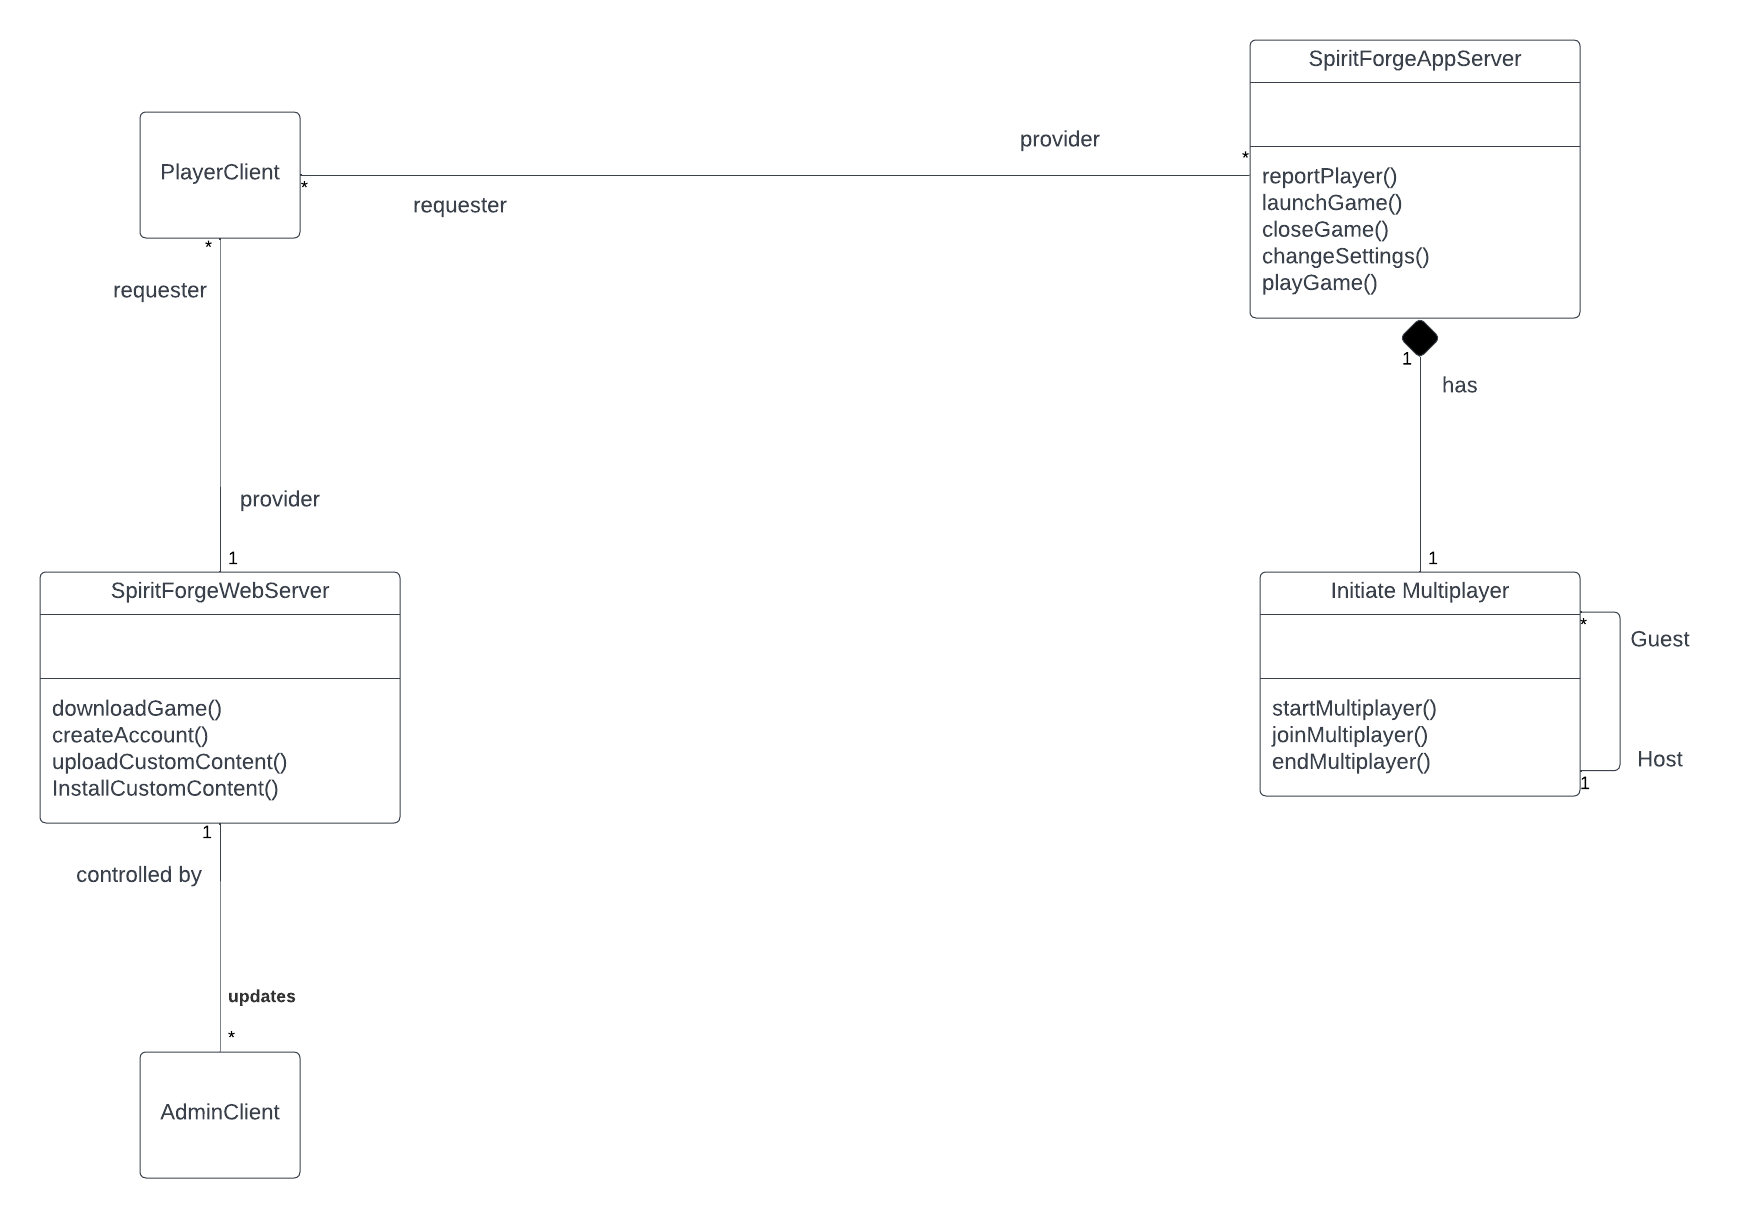 SpiritForgeAppServer
provider
*
PlayerClient
*
requester
reportPlayer()
launchGame()
closeGame()
changeSettings()
playGame()
*
requester
1
has
provider
1
1
SpiritForgeWebServer
Initiate Multiplayer
*
Guest
downloadGame()
createAccount()
uploadCustomContent()
InstallCustomContent()
startMultiplayer()
joinMultiplayer()
endMultiplayer()
Host
1
1
controlled by
updates
*
AdminClient